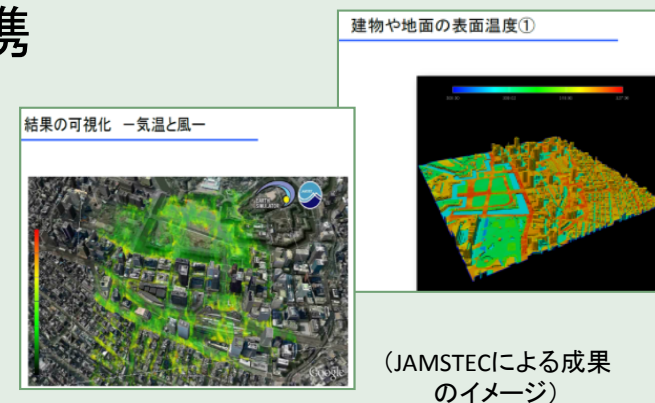 携
建物や地面の表面温度①
結果の可視化　－気温と風－
Google
（JAMSTECによる成果
のイメージ）